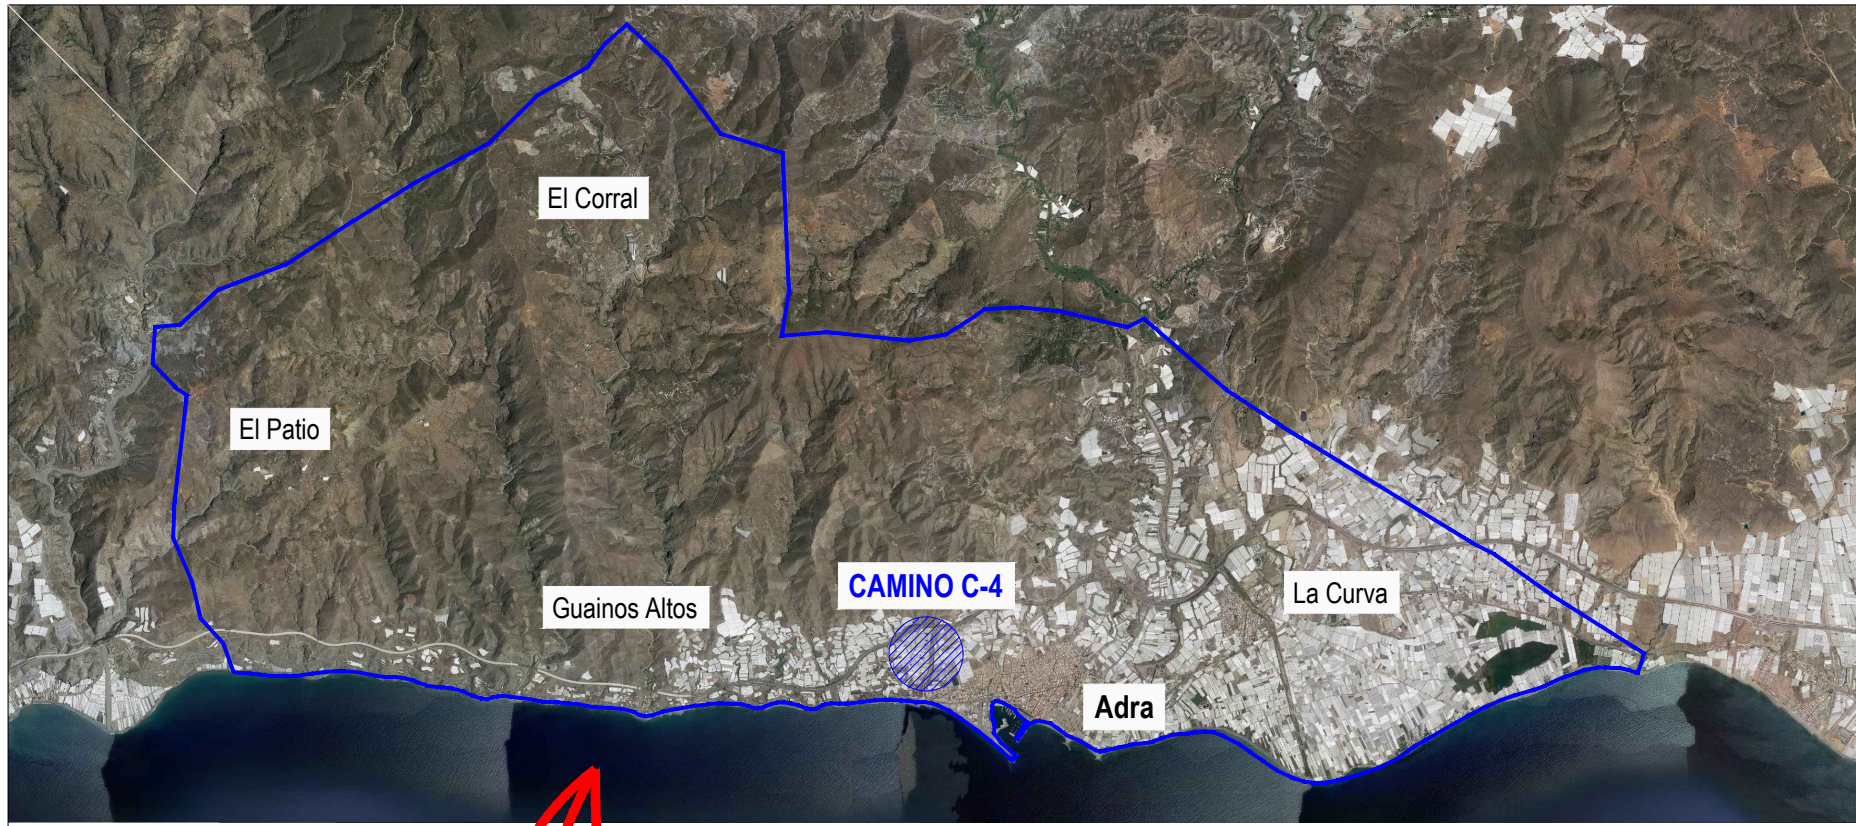 El Corral
El Patio
CAMINO C-4
Guainos Altos
La Curva
Adra